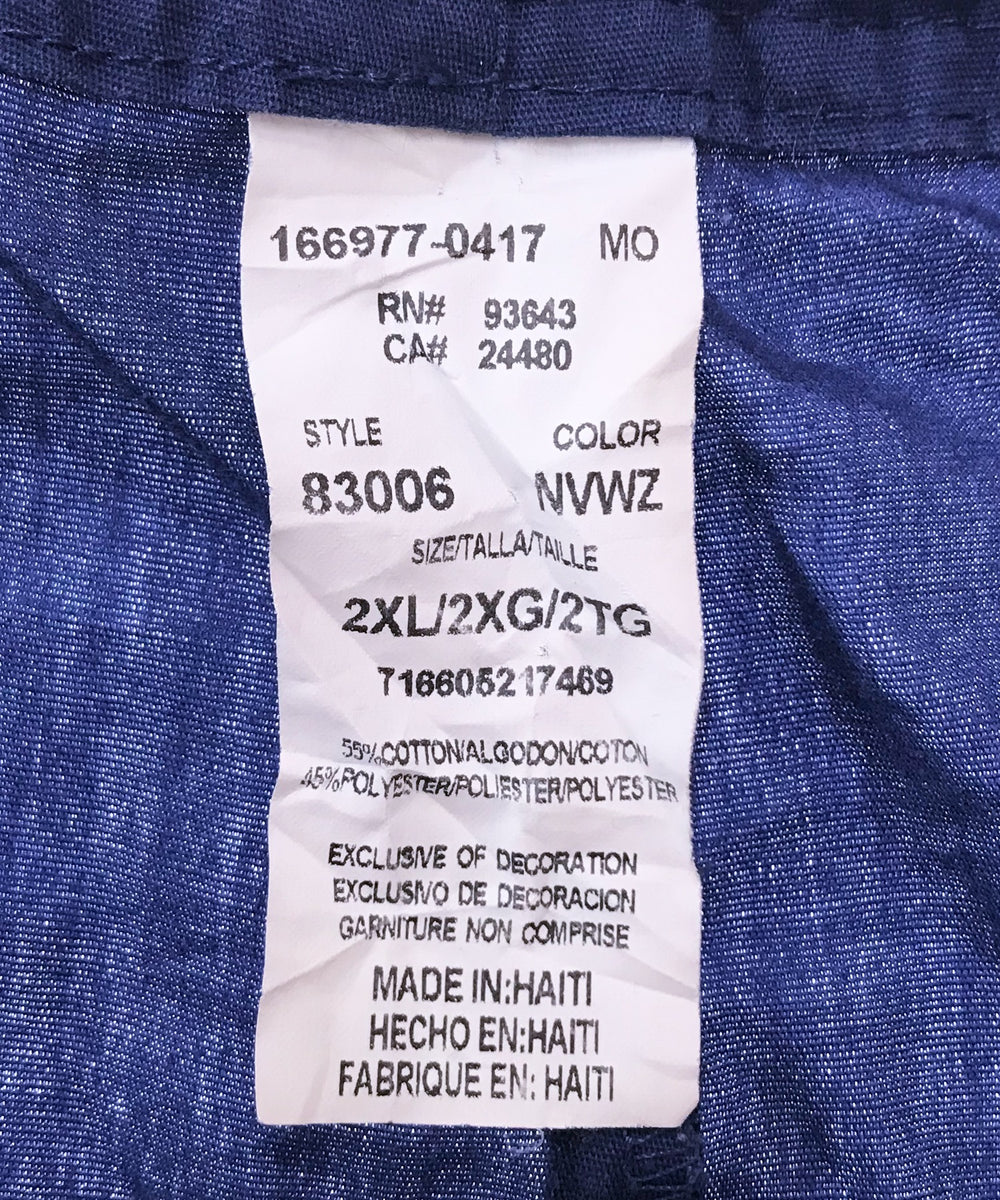 166977-0417 MO
RN# 93643
CA# 24480
STYLE COLOR
83006 NVWZ
SIZE/TALLA/TAILLE
2XL/2XG/2TG
716605217469
55%COTTON/ALGODON/COTON
45%POLYESTER/POLIESTER/POLYESTER
EXCLUSIVE OF DECORATION
EXCLUSIVO DE DECORACION
GARNITURE NON COMPRISE
MADE IN:HAITI
HECHO EN:HAITI
FABRIQUE EN: HAITI